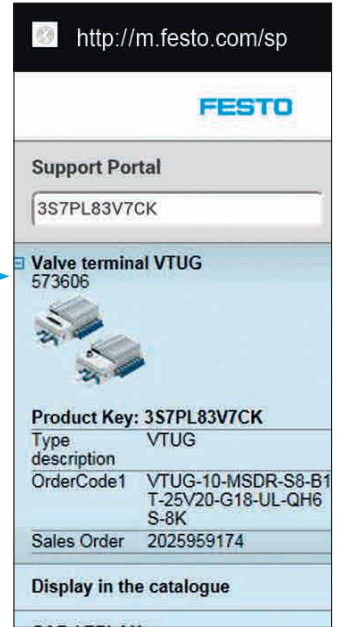 http://m.festo.com/sp
FESTO
Support Portal
3S7PL83V7CK
Valve terminal VTUG
573606
Product Key: 3S7PL83V7CK
Type VTUG
description
OrderCode1 VTUG-10-MSDR-S8-B1
T-25V20-G18-UL-QH6
S-8K
Sales Order 2025959174
Display in the catalogue